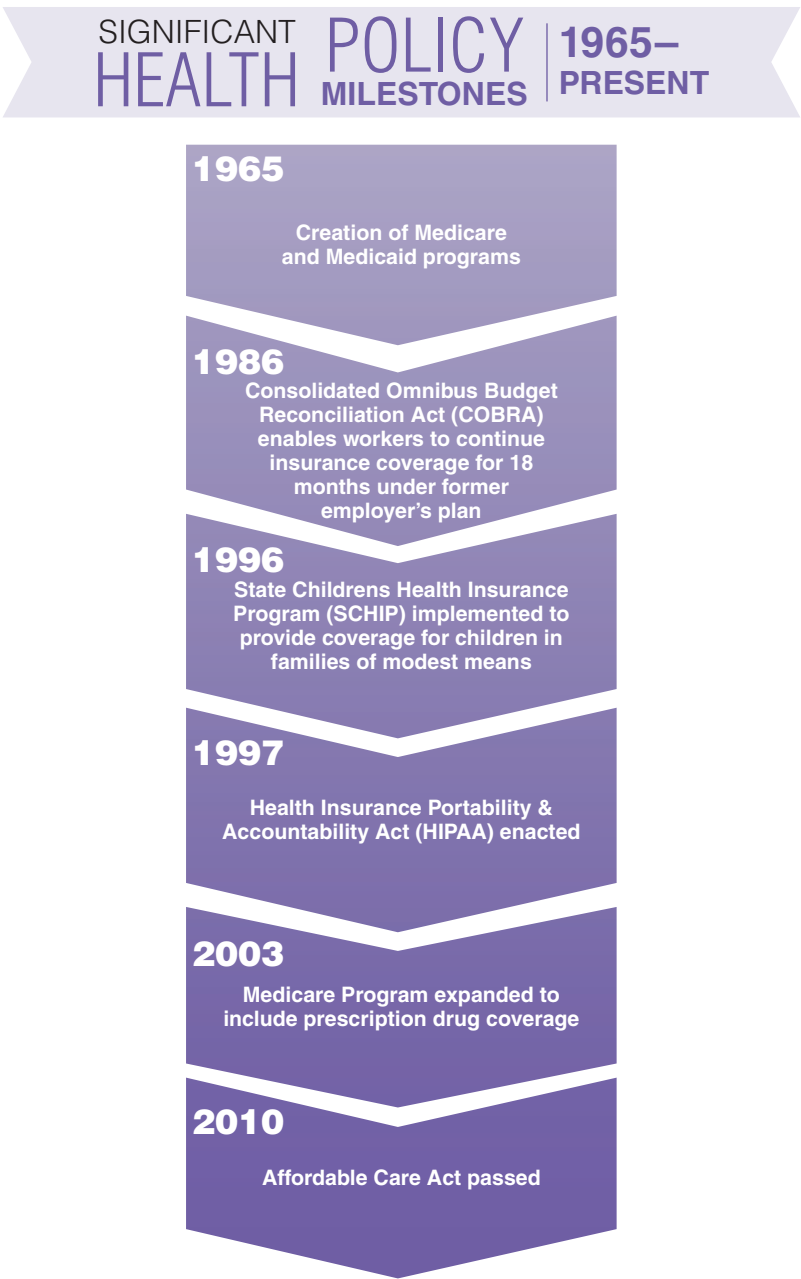 SIGNIFICANT
HEALTH
POLICY
MILESTONES
1965–
PRESENT
1965
Creation of Medicare
and Medicaid programs
1986
Consolidated Omnibus Budget
Reconciliation Act (COBRA)
enables workers to continue
insurance coverage for 18
months under former
employer’s plan
1996
State Childrens Health Insurance
Program (SCHIP) implemented to
provide coverage for children in
families of modest means
1997
Health Insurance Portability &
Accountability Act (HIPAA) enacted
2003
Medicare Program expanded to
include prescription drug coverage
2010
Affordable Care Act passed